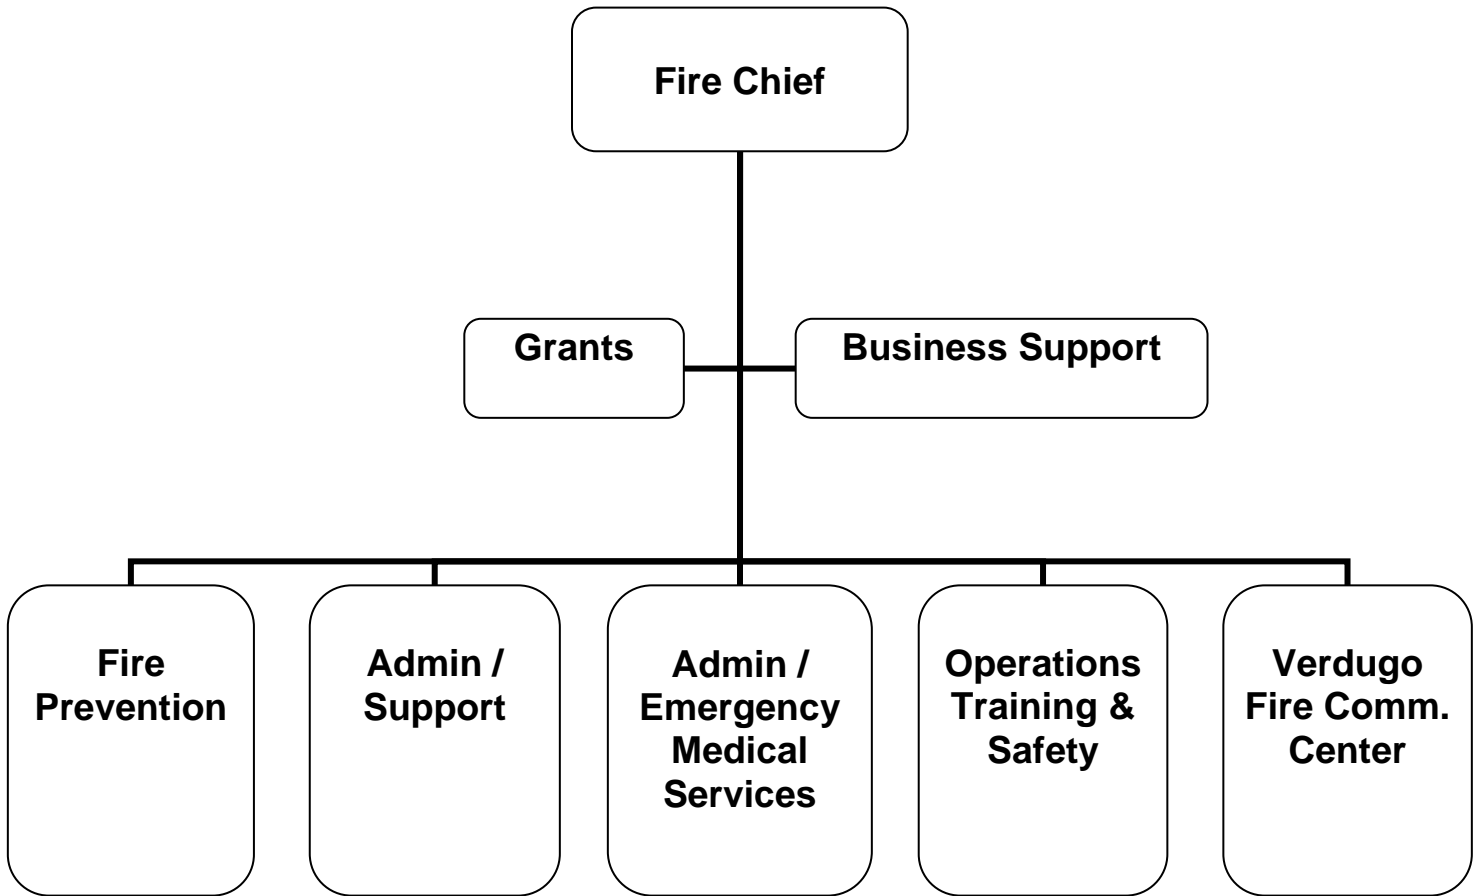 Fire Chief
Grants
Business Support
Fire
Prevention
Admin /
Support
Admin /
Emergency
Medical
Services
Operations
Training &
Safety
Verdugo
Fire Comm.
Center